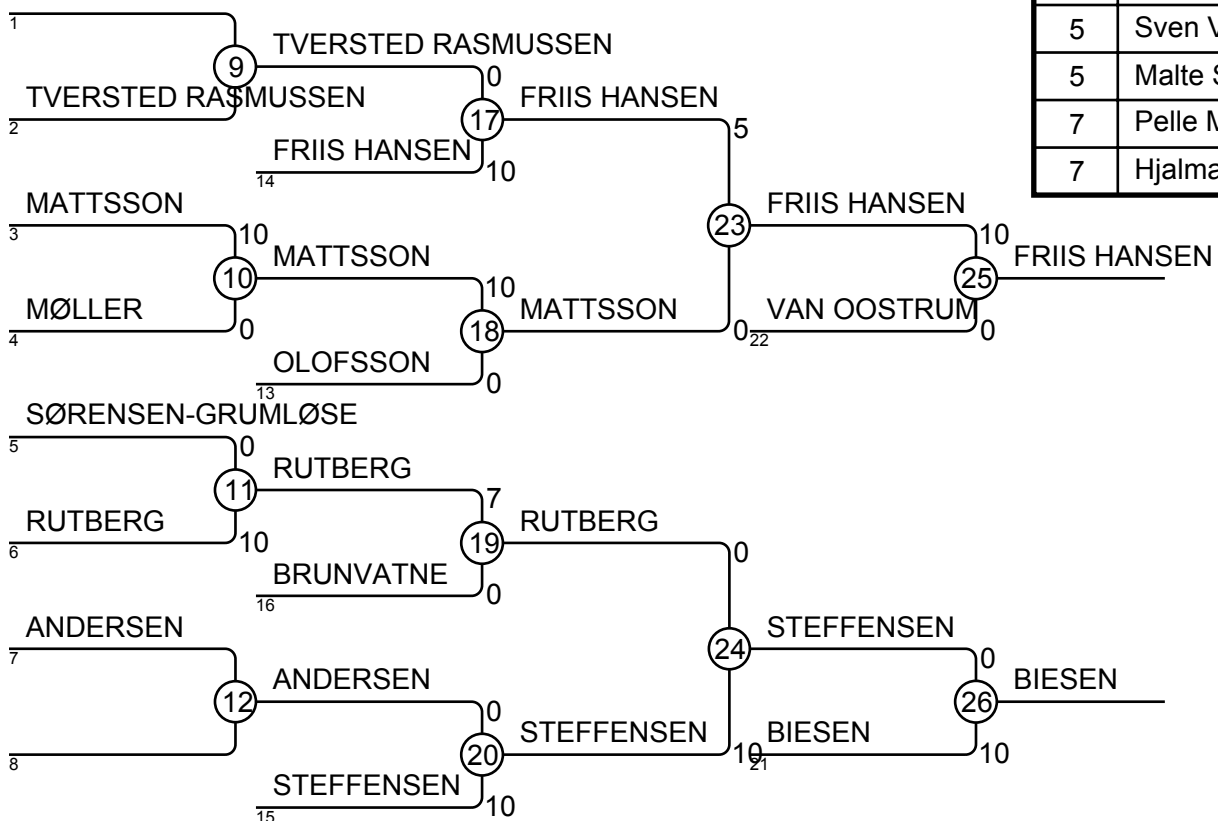 1
5 Sven V
TVERSTED RASMUSSEN
9
0
5 Malte S
TVERSTED RASMUSSEN
FRIIS HANSEN
2
17
5
7 Pelle M
FRIIS HANSEN
14
10
7 Hjalma
MATTSSON
FRIIS HANSEN
3
10
23
10
MATTSSON
FRIIS HANSEN
10
10
25
MØLLER
MATTSSON
VAN OOSTRUM
4
0
18
0
22
0
OLOFSSON
13
0
SØRENSEN-GRUMLØSE
5
0
RUTBERG
11
7
RUTBERG
RUTBERG
6
10
19
0
BRUNVATNE
16
0
ANDERSEN
STEFFENSEN
7
24
0
ANDERSEN
BIESEN
12
0
26
STEFFENSEN
BIESEN
8
20
10
21
10
STEFFENSEN
15
10